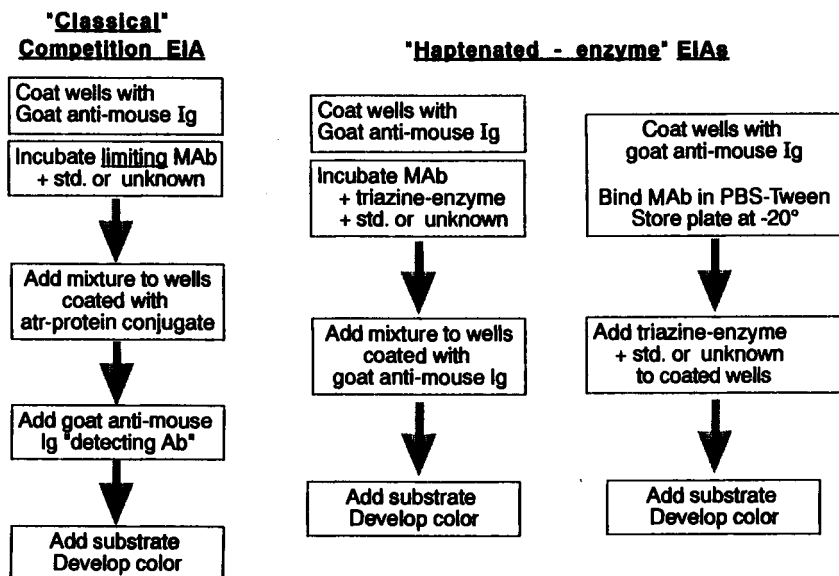 "Classical"
Competition EIA
Coat wells with
Goat anti-mouse Ig
Incubate limiting MAb
+ std. or unknown
Add mixture to wells
coated with
atr-protein conjugate
Add goat anti-mouse
Ig "detecting Ab"
Add substrate
Develop color
"Haptenated - enzyme" EIAs
Coat wells with
Goat anti-mouse Ig
Incubate MAb
+ triazine-enzyme
+ std. or unknown
Add mixture to wells
coated with
goat anti-mouse Ig
Add substrate
Develop color
Coat wells with
goat anti-mouse Ig
Bind MAb in PBS-Tween
Store plate at -20°
Add triazine-enzyme
+ std. or unknown
to coated wells
Add substrate
Develop color